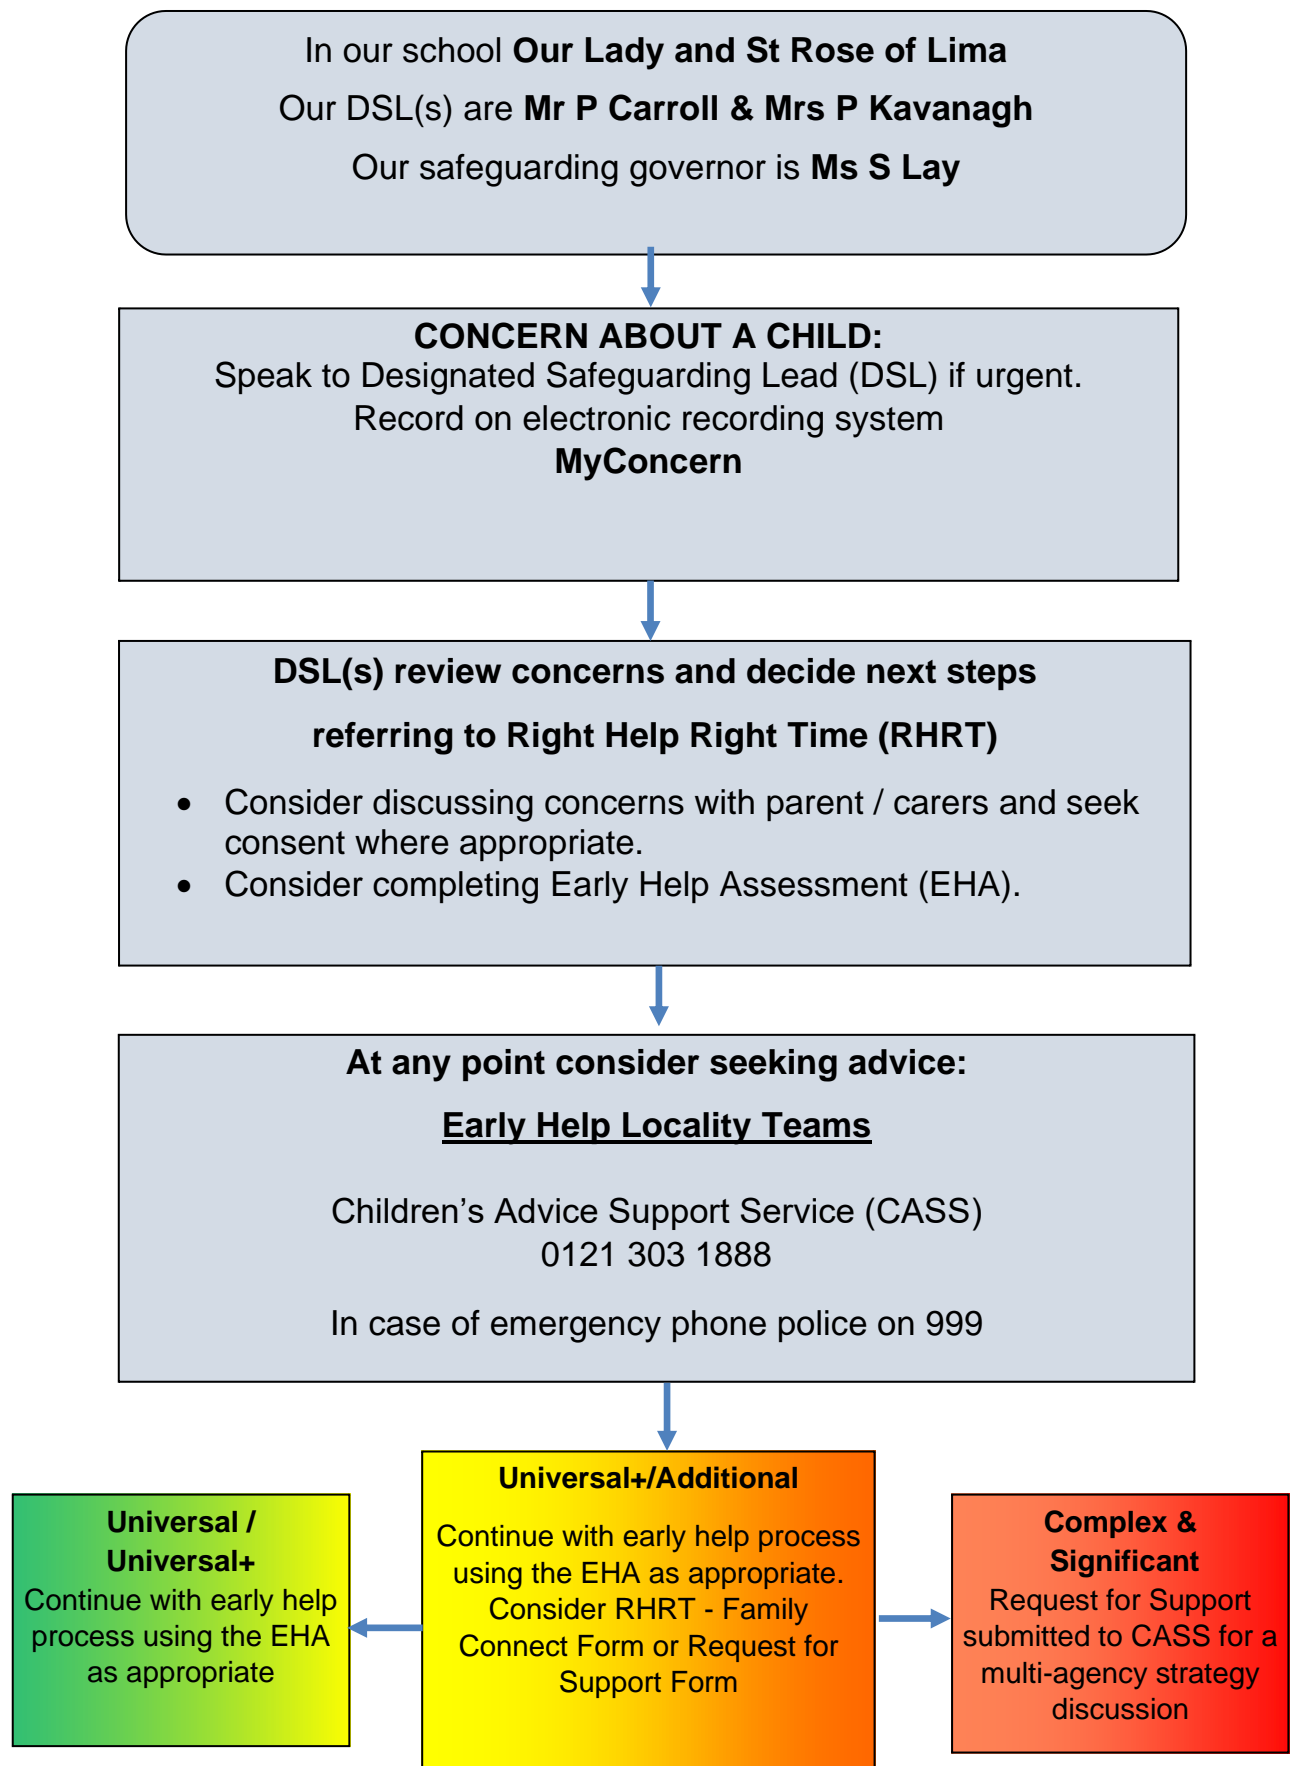 In our school Our Lady and St Rose of Lima
Our DSL(s) are Mr P Carroll & Mrs P Kavanagh
Our safeguarding governor is Ms S Lay
CONCERN ABOUT A CHILD:
Speak to Designated Safeguarding Lead (DSL) if urgent.
Record on electronic recording system
MyConcern
DSL(s) review concerns and decide next steps
referring to Right Help Right Time (RHRT)
• Consider discussing concerns with parent / carers and seek
consent where appropriate.
• Consider completing Early Help Assessment (EHA).
At any point consider seeking advice:
Early Help Locality Teams
Children’s Advice Support Service (CASS)
0121 303 1888
In case of emergency phone police on 999
Universal /
Universal+
Continue with early help
process using the EHA
as appropriate
Universal+/Additional
Continue with early help process
using the EHA as appropriate.
Consider RHRT - Family
Connect Form or Request for
Support Form
Complex &
Significant
Request for Support
submitted to CASS for a
multi-agency strategy
discussion